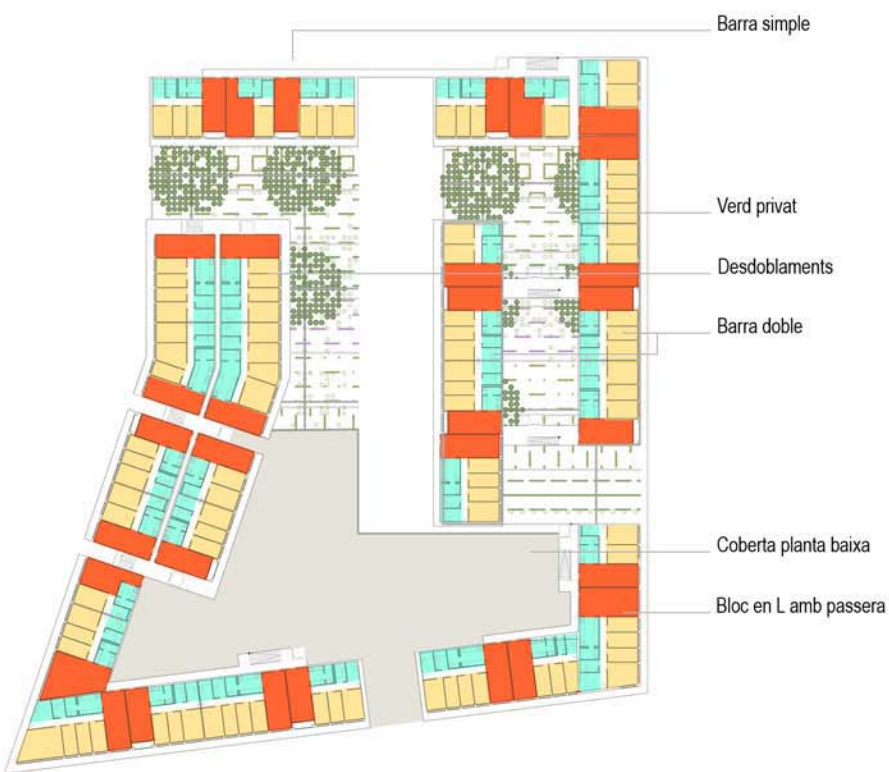 Barra simple
Verd privat
Desdoblaments
Barra doble
Coberta planta baixa
Bloc en L amb passera